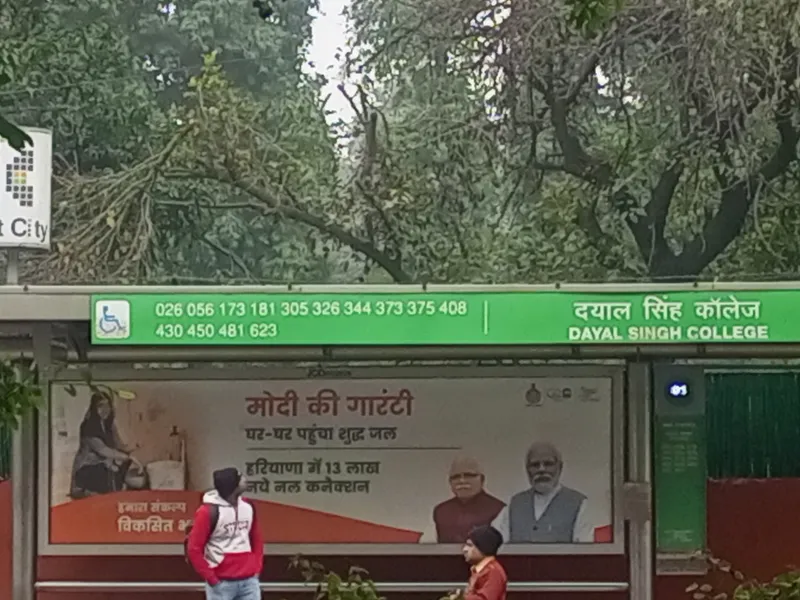 t City
026 056 173 181 305 326 344 373 375 408
430 450 481 623
दयाल सिंह कॉलेज
DAYAL SINGH COLLEGE
मोदी की गारंटी
घर-घर पहुंचा शुद्ध जल
हरियाणा में 13 लाख
नये नल कनेक्शन
हमारा संकल्प
विकसित